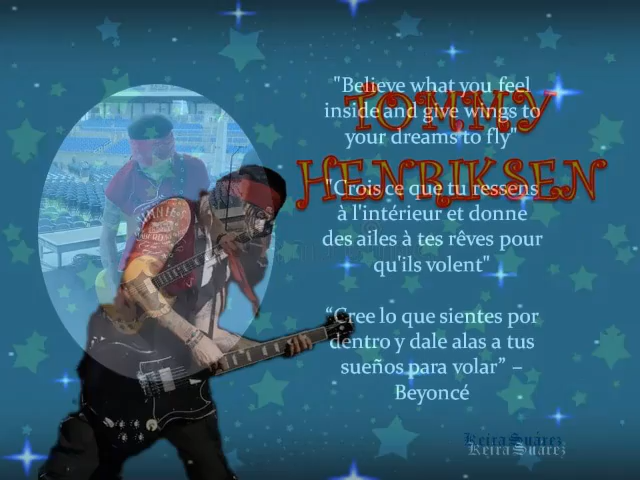 "Believe what you feel
TOMMY
inside and give wings to
your dreams to fly"
HENRIKSEN
"Crois ce que tu ressens
à l'intérieur et donne
des ailes à tes rêves pour
qu'ils volent"
“Cree lo que sientes por
dentro y dale alas a tus
sueños para volar” –
Beyoncé
KeiraSuárez
KeiraSuárez